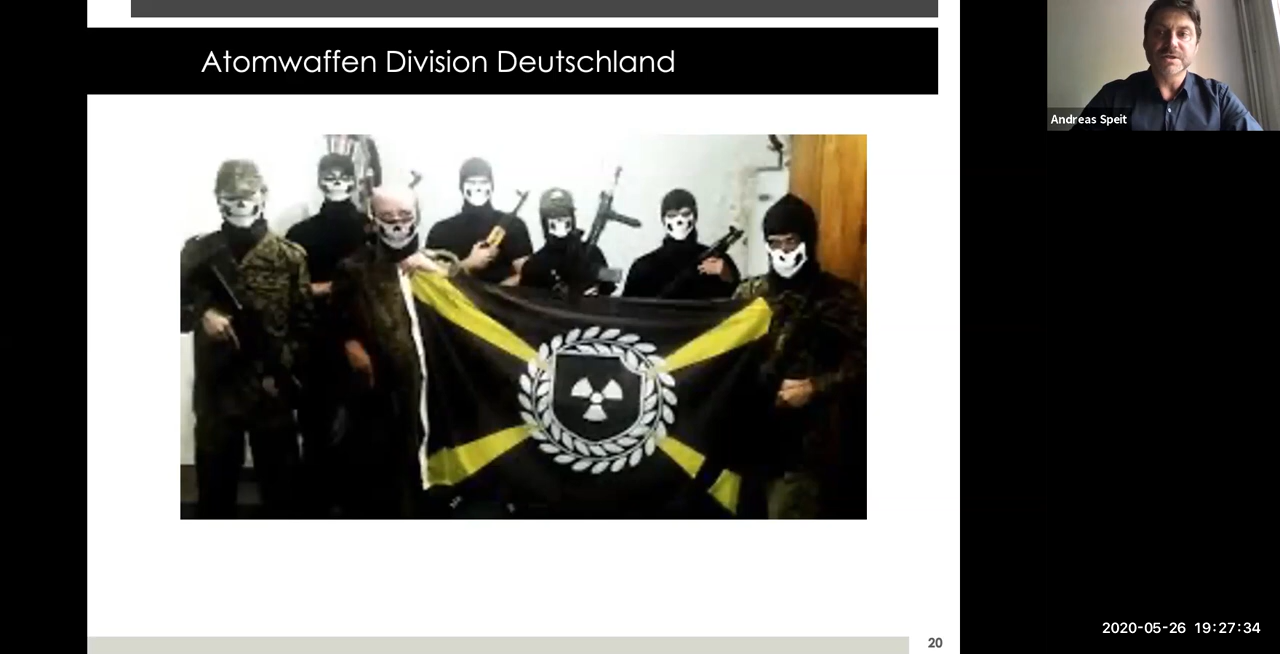 Atomwaffen Division Deutschland
Andreas Speit
2020-05-26 19:27:34
20